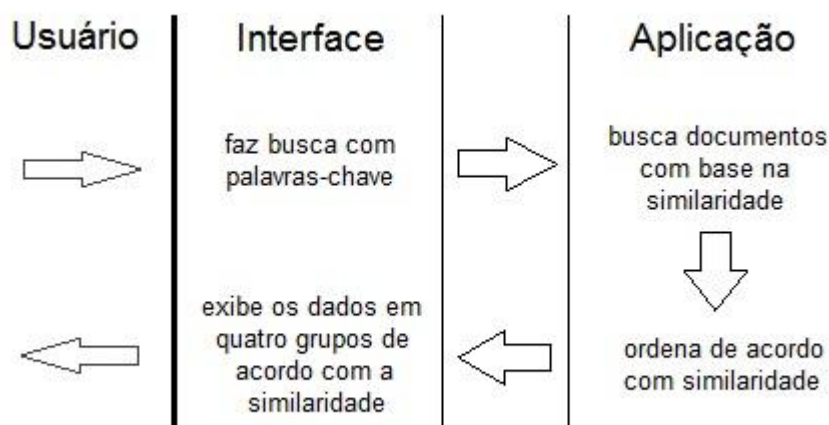 Usuário
Interface
Aplicação
faz busca com
palavras-chave
busca documentos
com base na
similaridade
exibe os dados em
quatro grupos de
acordo com a
similaridade
ordena de acordo
com similaridade